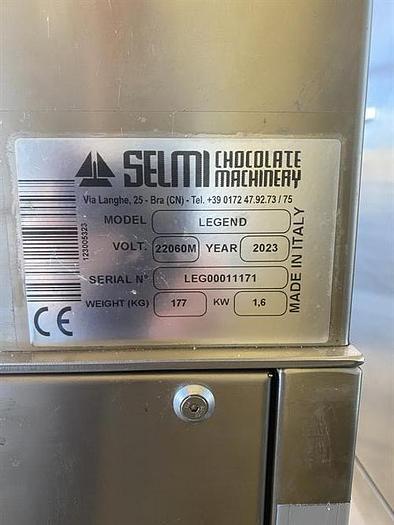 SELMI CHOCOLATE MACHINERY
Via Langhe, 25 - Bra (CN) - Tel. +39 0172 47.92.73 / 75
MODEL LEGEND
VOLT. 22060M YEAR 2023
SERIAL N° LEG00011171
WEIGHT (KG) 177 KW 1,6
MADE IN ITALY
123005323
CE